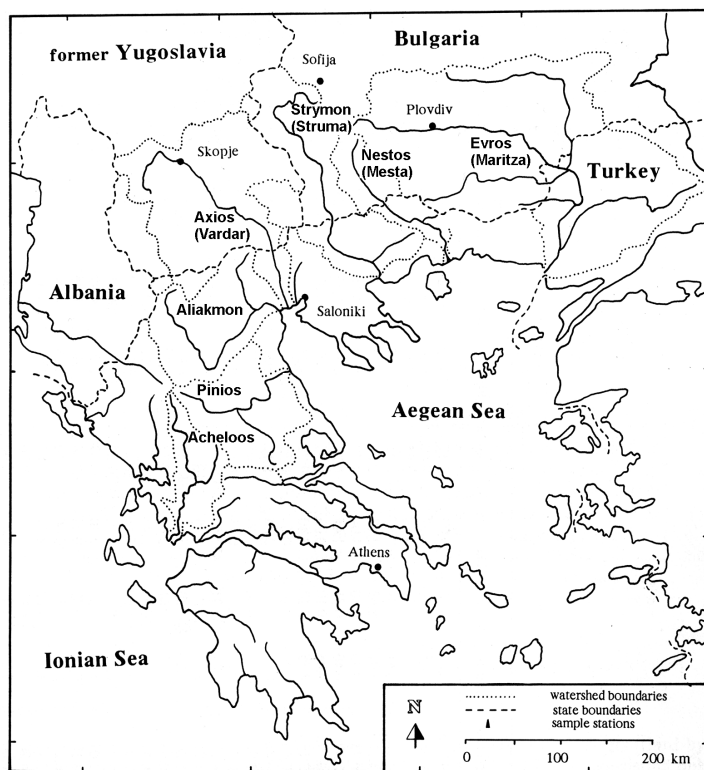 former Yugoslavia
Bulgaria
Sofija
Strymon
(Struma)
Plovdiv
Skopje
Nestos
(Mesta)
Evros
(Maritza)
Turkey
Axios
(Vardar)
Albania
Aliakmon
Saloniki
Pinios
Aegean Sea
Acheloos
Athens
Ionian Sea
N
watershed boundaries
state boundaries
sample stations
0 100 200 km